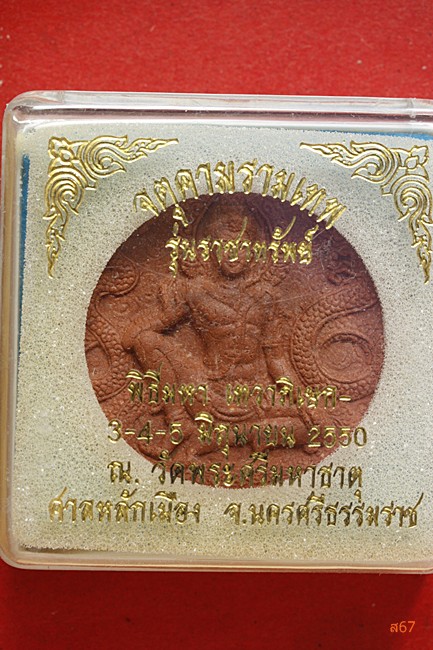 จตุคามรามเทพ
รุ่นราชาทรัพย์
พิธีมหา เทวาภิเษก-
3-4-5 มิถุนายน 2550
ณ. วัดพระศรีมหาธาตุ
ศาลหลักเมือง จ.นครศรีธรรมราช
ส67